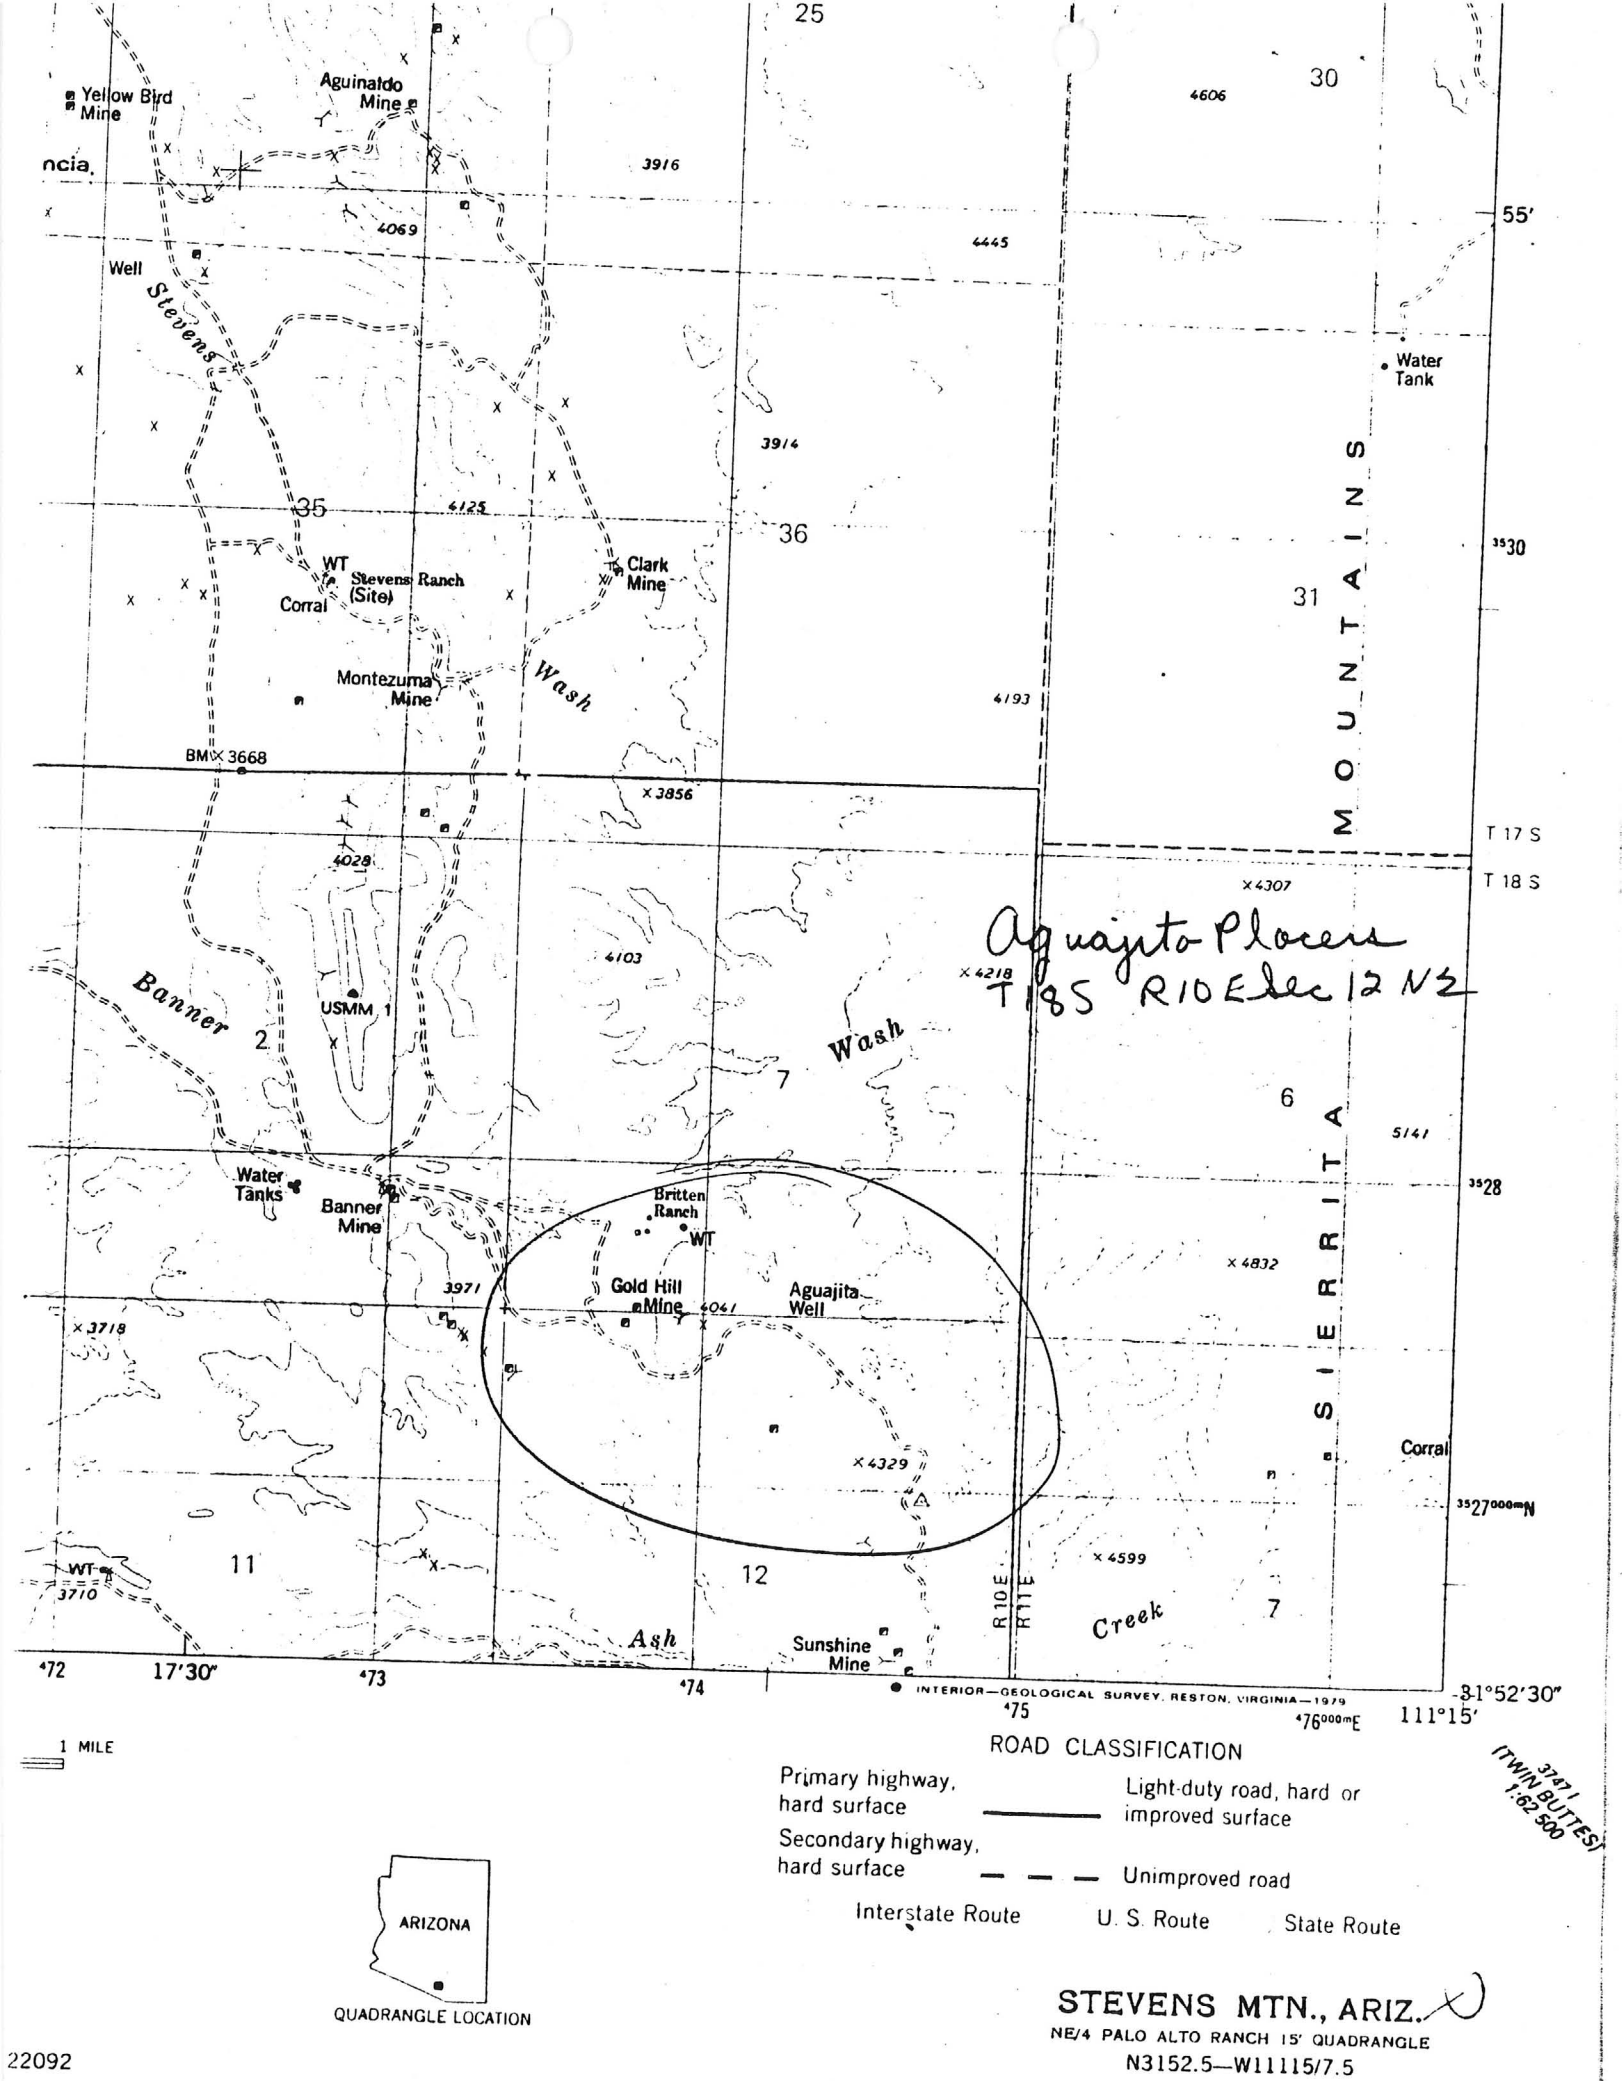 25
30
4606
Aguinaldo
Mine
Yellow Bird
Mine
ncia.
3916
55'
4069
4445
Well
Stevens
Water
Tank
3914
35
4125
36
3530
WT
Stevens Ranch
(Site)
Corral
Clark
Mine
31
MOUNTAINS
Wash
Montezuma
Mine
4193
BM X 3668
X 3856
T 17 S
4028
T 18 S
X 4307
Aguajito Placers
4103
X 4218
T18S R10E Sec 12 N½
Banner
USMM 1
2
Wash
7
6
5141
SIERRITA
Water
Tanks
Banner
Mine
Britten
Ranch
WT
3528
X 4832
3971
Gold Hill
Mine
4041
Aguajita
Well
X 3718
Corral
X 4329
3527000mN
11
12
X 4599
WT
3710
R10E
R11E
Creek
7
Ash
Sunshine
Mine
472
17'30"
473
474
INTERIOR—GEOLOGICAL SURVEY, RESTON, VIRGINIA—1979
475
476000mE
31°52'30"
111°15'
1 MILE
ROAD CLASSIFICATION
Primary highway,
hard surface
Light-duty road, hard or
improved surface
Secondary highway,
hard surface
Unimproved road
Interstate Route
U. S. Route
State Route
3747 I
(TWIN BUTTES)
1:62 500
ARIZONA
QUADRANGLE LOCATION
STEVENS MTN., ARIZ.
NE/4 PALO ALTO RANCH 15' QUADRANGLE
N3152.5—W11115/7.5
22092